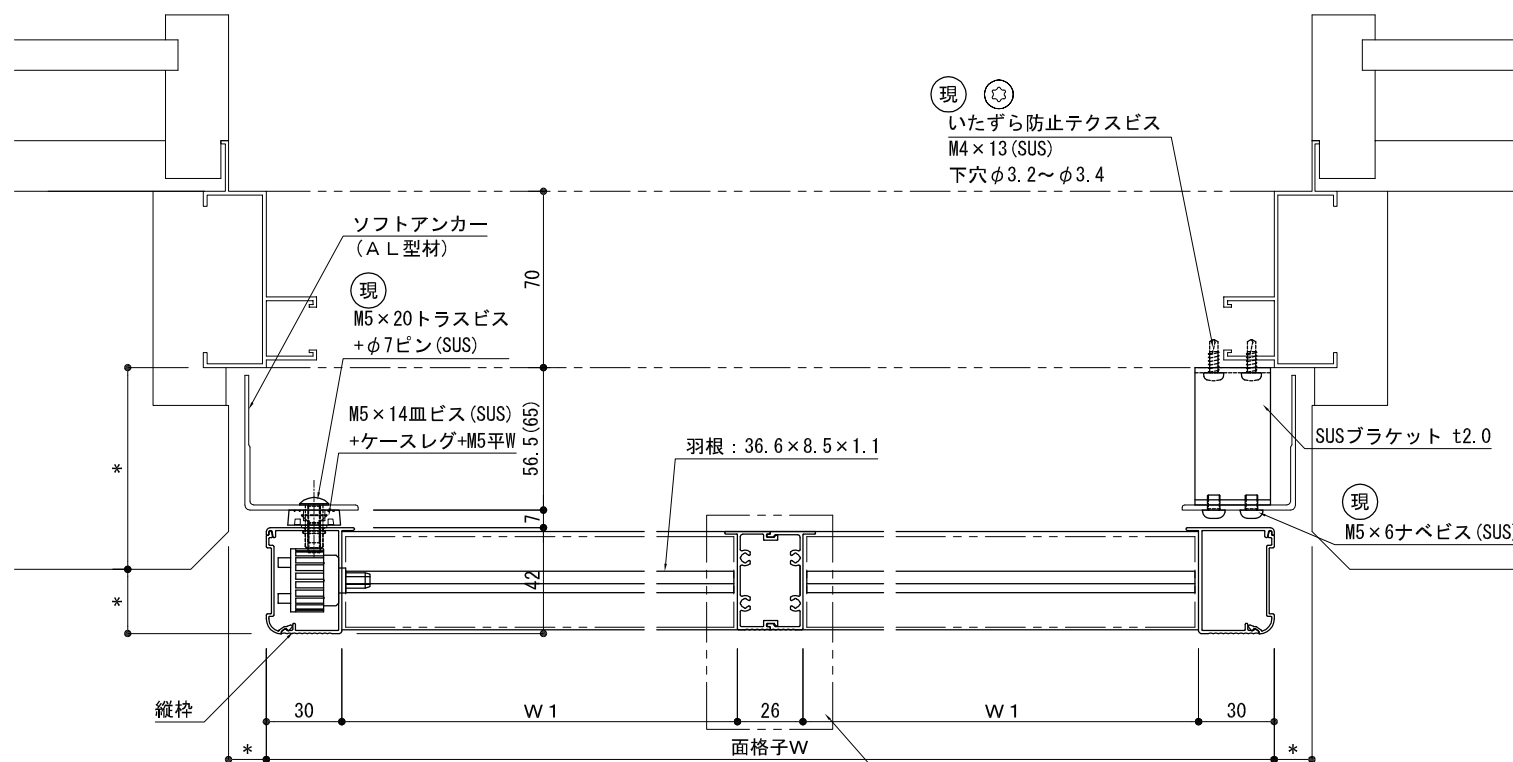 現
いたずら防止テクスビス
M4×13(SUS)
下穴φ3.2～φ3.4
ソフトアンカー
(AL型材)
現
M5×20トラスビス
+φ7ピン(SUS)
M5×14皿ビス(SUS)
+ケースレグ+M5平W
70
56.5(65)
7
42
羽根：36.6×8.5×1.1
SUSブラケット t2.0
現
M5×6ナベビス(SUS
*
*
縦枠
30
W1
26
W1
30
*
面格子W
*